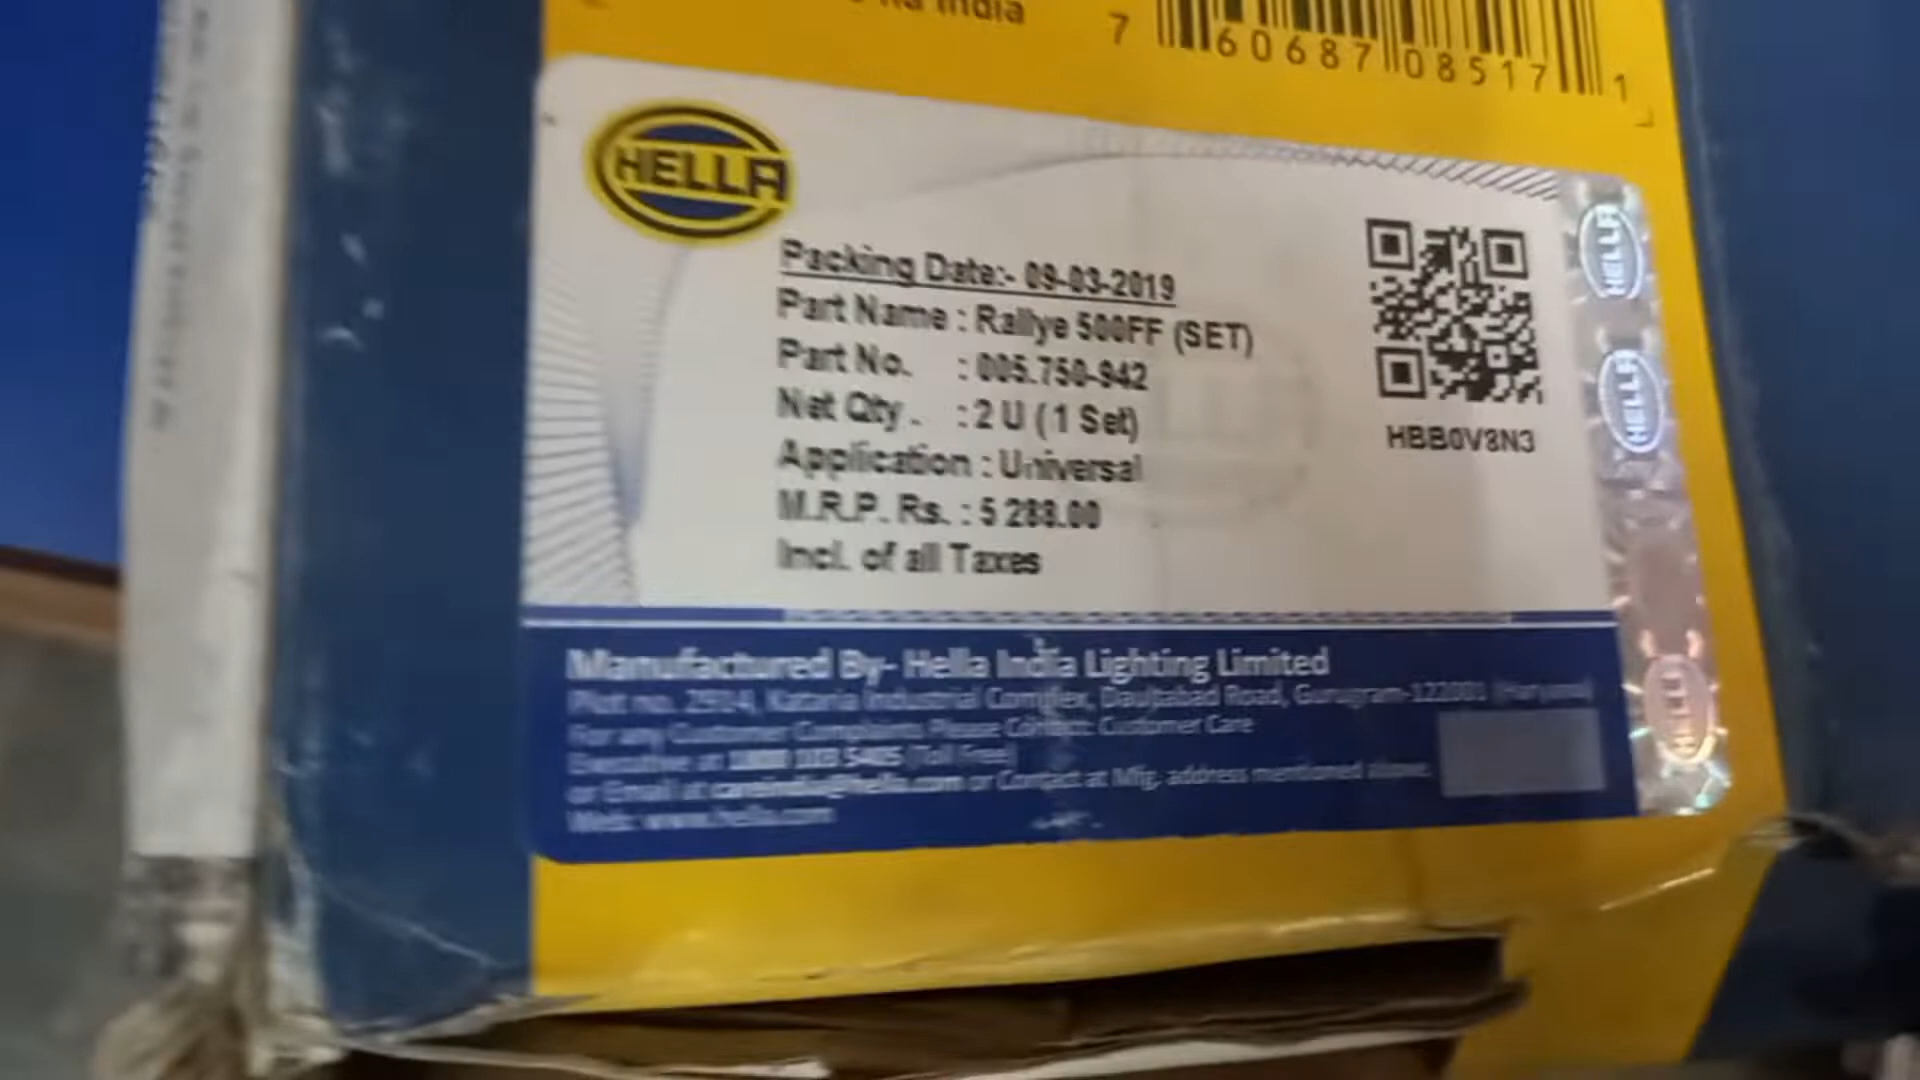 India
7 60687 08517 1
HELLA
Packing Date:- 09-03-2019
Part Name : Rallye 500FF (SET)
Part No. : 005.750-942
Net Qty . : 2 U (1 Set)
Application : Universal
M.R.P. Rs. : 5 288.00
Incl. of all Taxes
HBB0V8N3
HELLA
HELLA
HELLA
Manufactured By- Hella India Lighting Limited
Plot no. 2914, Kataria Industrial Complex, Daultabad Road, Gurugram-122001 (Haryana)
For any Customer Complaints Please Contact: Customer Care
Executive at 1800 103 5405 (Toll Free)
or Email at careindia@hella.com or Contact at Mfg. address mentioned above.
Web: www.hella.com